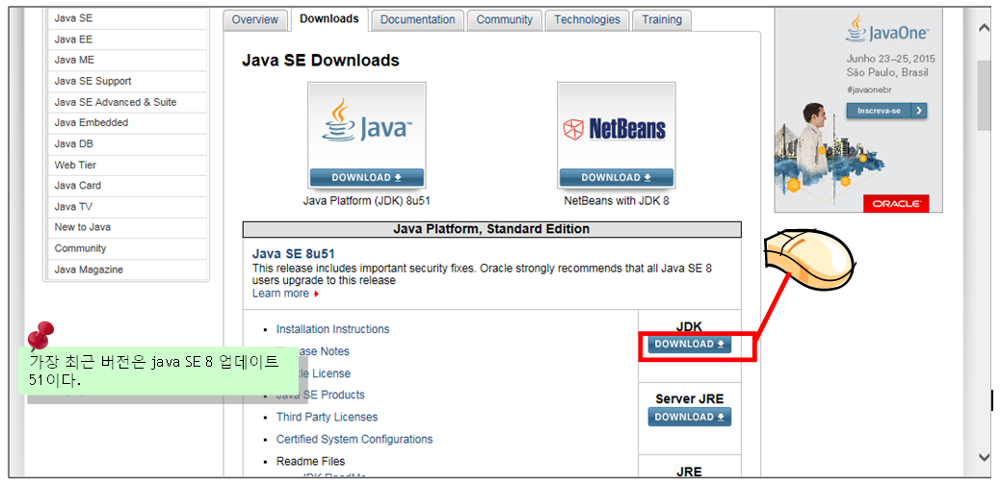 Java SE
Java EE
Java ME
Java SE Support
Java SE Advanced & Suite
Java Embedded
Java DB
Web Tier
Java Card
Java TV
New to Java
Community
Java Magazine
Overview
Downloads
Documentation
Community
Technologies
Training
Java SE Downloads
Java™
DOWNLOAD
Java Platform (JDK) 8u51
NetBeans
DOWNLOAD
NetBeans with JDK 8
Java Platform, Standard Edition
Java SE 8u51
This release includes important security fixes. Oracle strongly recommends that all Java SE 8
users upgrade to this release
Learn more
Installation Instructions
ase Notes
le License
Java SE Products
Third Party Licenses
Certified System Configurations
Readme Files
JDK ReadMe
JDK
DOWNLOAD
Server JRE
DOWNLOAD
JRE
JavaOne™
Junho 23–25, 2015
São Paulo, Brasil
#javaonebr
Inscreva-se
ORACLE
가장 최근 버전은 java SE 8 업데이트
51이다.